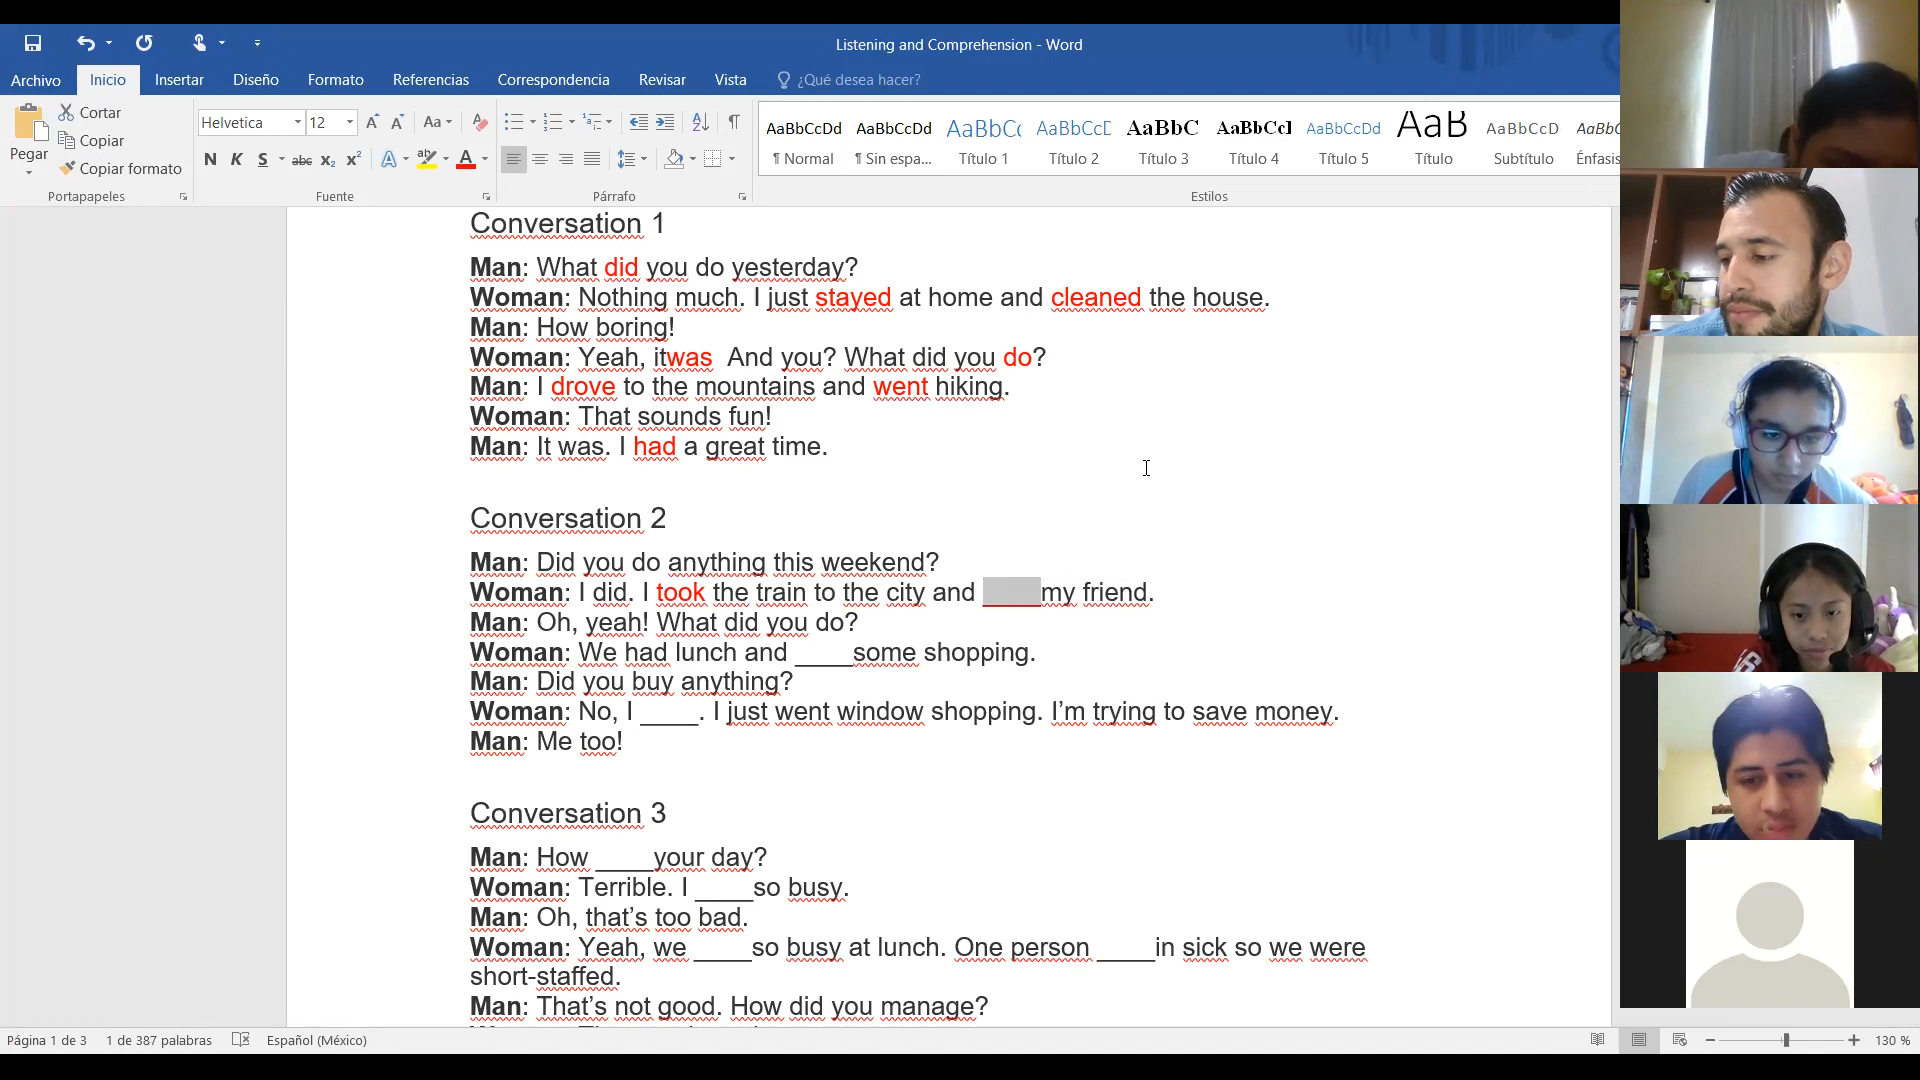 Listening and Comprehension - Word
Archivo Inicio Insertar Diseño Formato Referencias Correspondencia Revisar Vista ¿Qué desea hacer?
Pegar
Cortar
Copiar
Copiar formato
Portapapeles
Helvetica 12
N K S abc x₂ x²
Fuente
Párrafo
AaBbCcDd AaBbCcDd AaBbCc AaBbCcD AaBbC AaBbCcI AaBbCcDd AaB AaBbCcD AaBbC
¶ Normal ¶ Sin espa... Título 1 Título 2 Título 3 Título 4 Título 5 Título Subtítulo Énfasis
Estilos
Conversation 1
Man: What did you do yesterday?
Woman: Nothing much. I just stayed at home and cleaned the house.
Man: How boring!
Woman: Yeah, itwas And you? What did you do?
Man: I drove to the mountains and went hiking.
Woman: That sounds fun!
Man: It was. I had a great time.
Conversation 2
Man: Did you do anything this weekend?
Woman: I did. I took the train to the city and ____my friend.
Man: Oh, yeah! What did you do?
Woman: We had lunch and ____some shopping.
Man: Did you buy anything?
Woman: No, I ____. I just went window shopping. I’m trying to save money.
Man: Me too!
Conversation 3
Man: How ____your day?
Woman: Terrible. I ____so busy.
Man: Oh, that’s too bad.
Woman: Yeah, we ____so busy at lunch. One person ____in sick so we were
short-staffed.
Man: That’s not good. How did you manage?
Página 1 de 3 1 de 387 palabras Español (México) 130 %